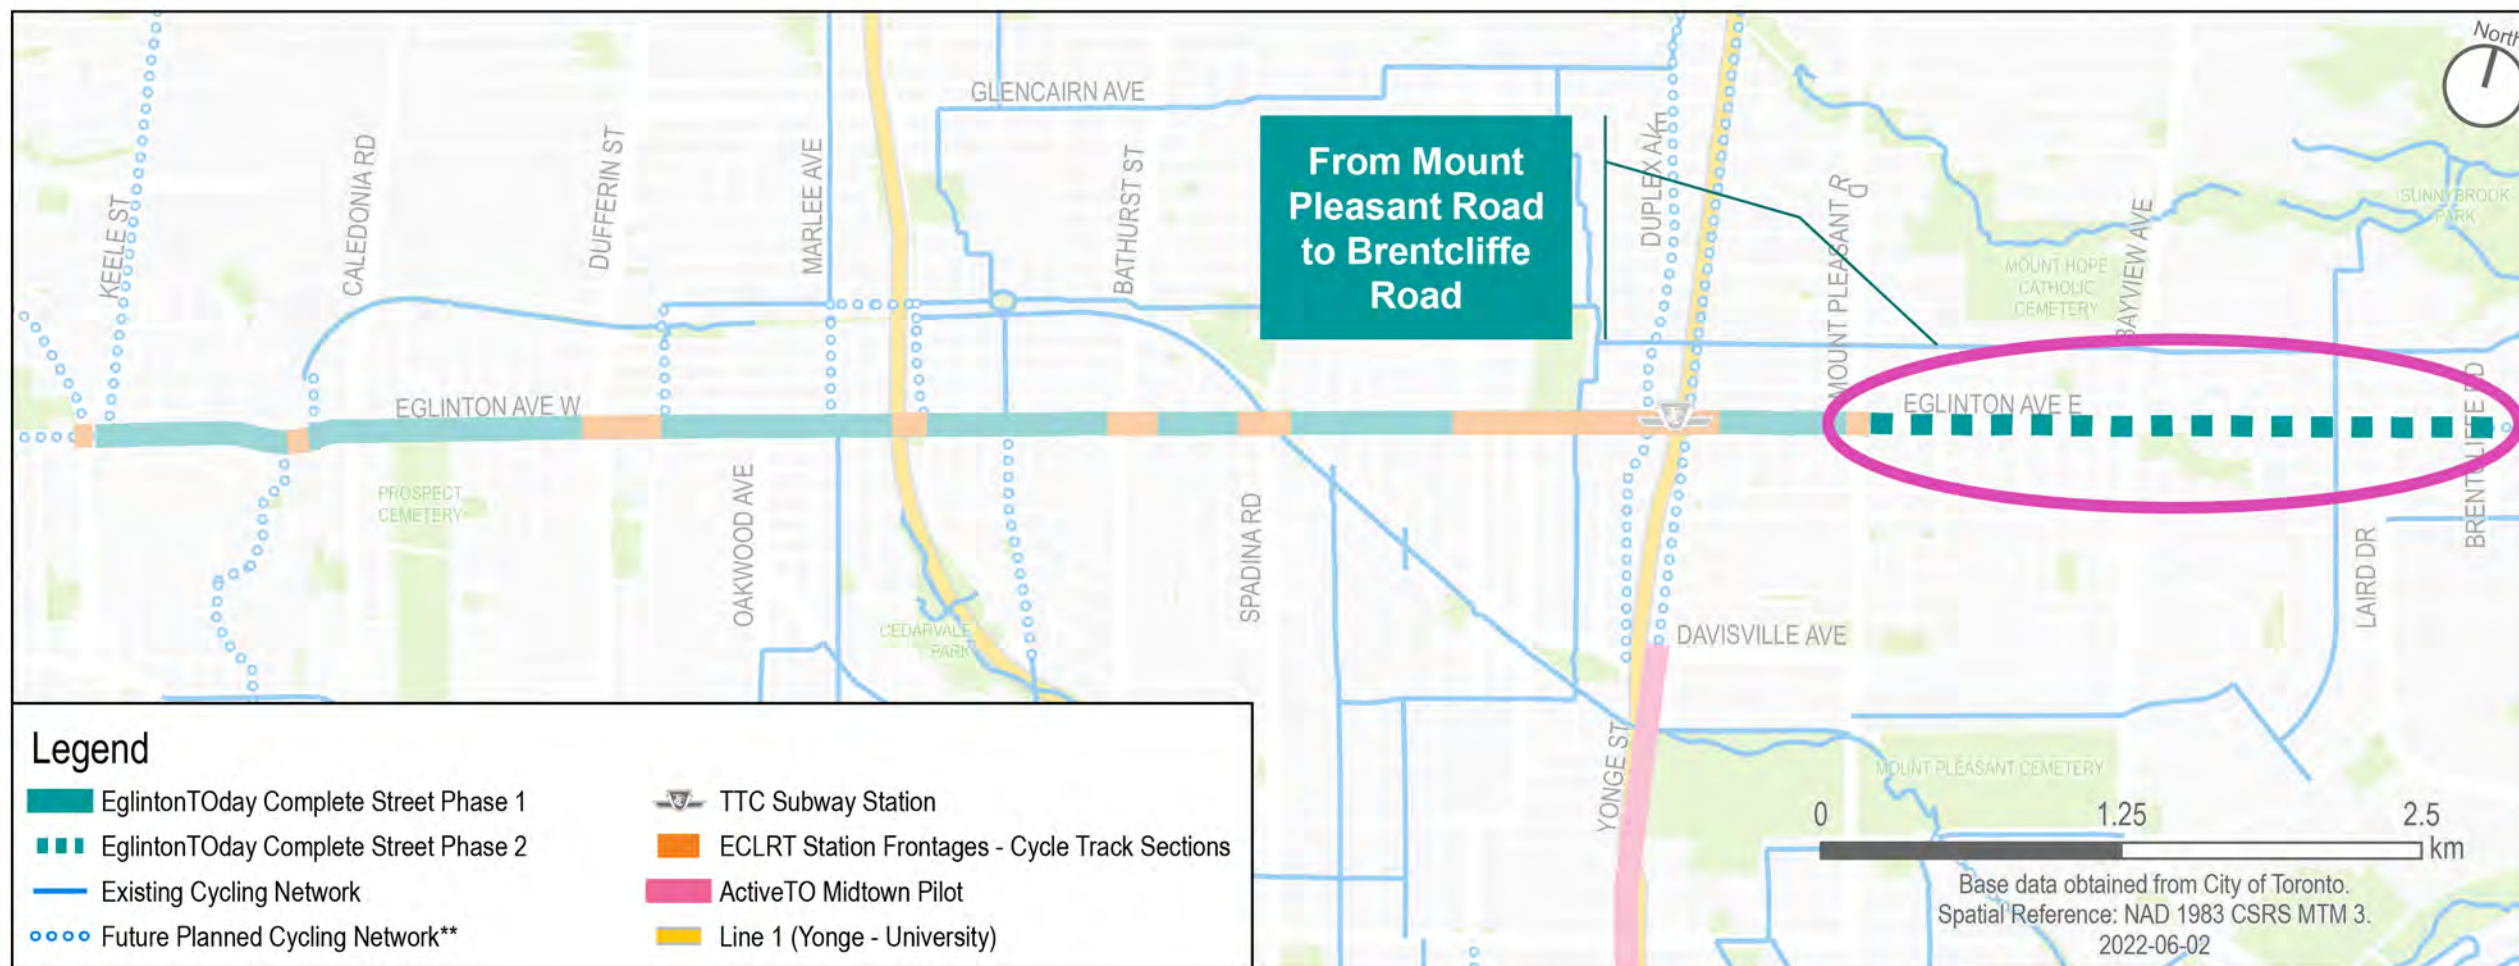 North
GLENCAIRN AVE
KEELE ST
CALEDONIA RD
DUFFERIN ST
MARLEE AVE
BATHURST ST
From Mount
Pleasant Road
to Brentcliffe
Road
DUPLEX AVE
MOUNT PLEASANT RD
BAYVIEW AVE
SUNNYBROOK
PARK
MOUNT HOPE
CATHOLIC
CEMETERY
EGLINTON AVE W
EGLINTON AVE E
BRENTCLIFFE RD
PROSPECT
CEMETERY
OAKWOOD AVE
SPADINA RD
LAIRD DR
CEDARVALE
PARK
DAVISVILLE AVE
YONGE ST
MOUNT PLEASANT CEMETERY
Legend
EglintonTOday Complete Street Phase 1
EglintonTOday Complete Street Phase 2
Existing Cycling Network
Future Planned Cycling Network**
TTC Subway Station
ECLRT Station Frontages - Cycle Track Sections
ActiveTO Midtown Pilot
Line 1 (Yonge - University)
0 1.25 2.5
km
Base data obtained from City of Toronto.
Spatial Reference: NAD 1983 CSRS MTM 3.
2022-06-02